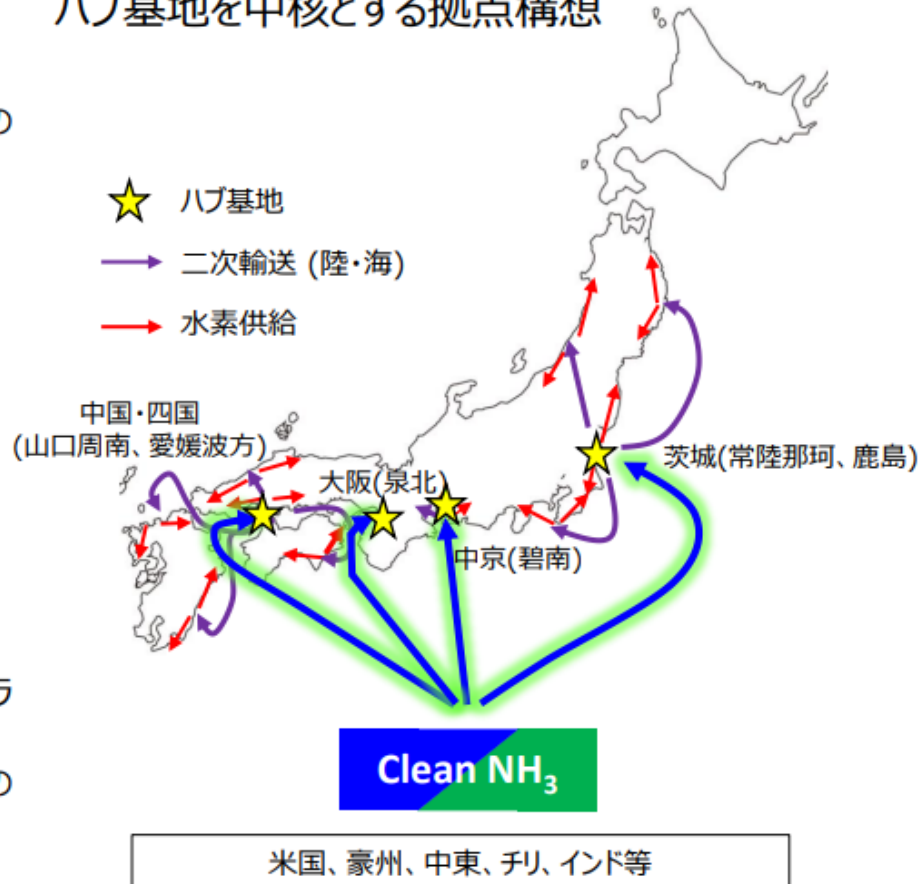 ハブ基地を中核とする拠点構想
の
ハブ基地
二次輸送 (陸・海)
水素供給
中国・四国
(山口周南、愛媛波方)
大阪(泉北)
茨城(常陸那珂、鹿島)
中京(碧南)
ラ
の
Clean NH₃
米国、豪州、中東、チリ、インド等